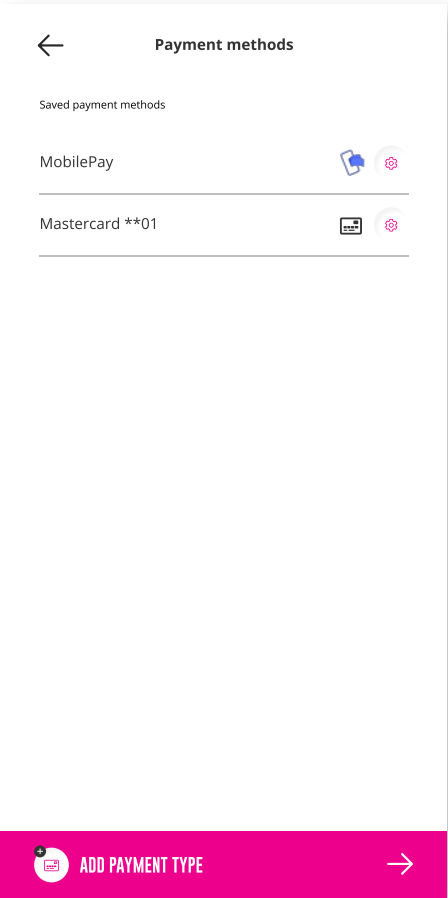 Payment methods
Saved payment methods
MobilePay
Mastercard **01
ADD PAYMENT TYPE